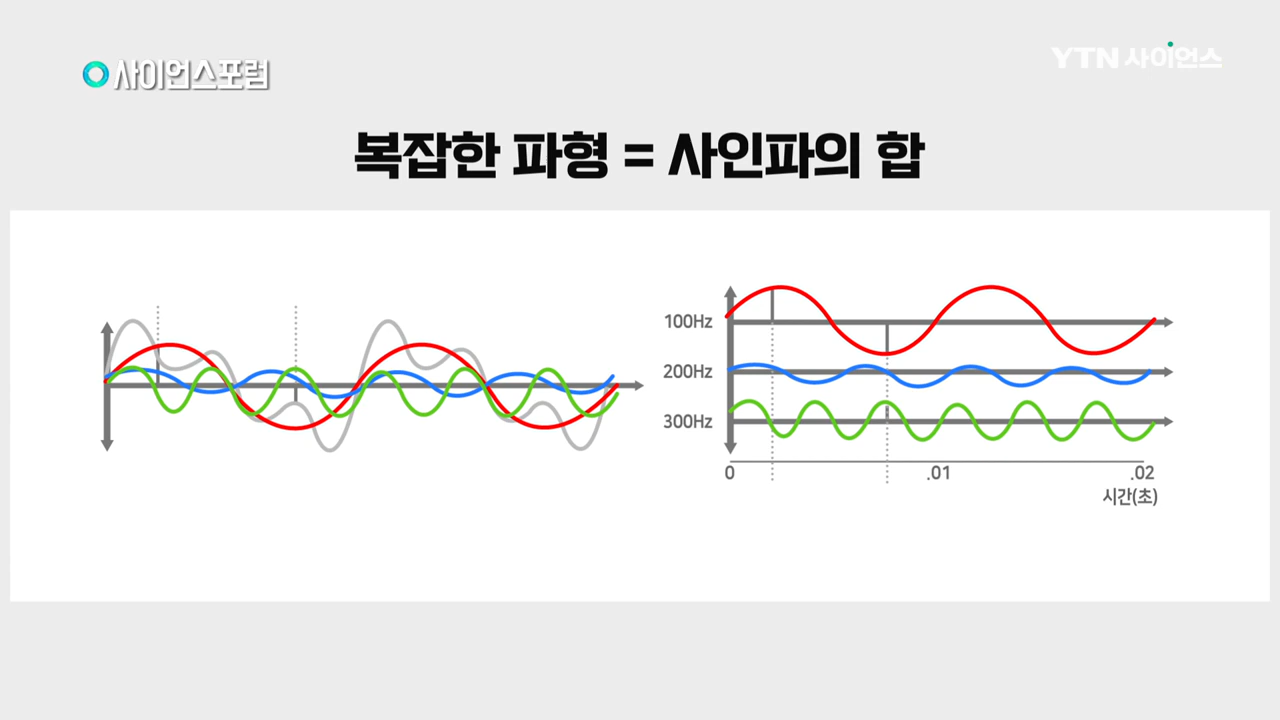 사이언스포럼
YTN 사이언스
복잡한 파형 = 사인파의 합
100Hz
200Hz
300Hz
0 .01 .02
시간(초)